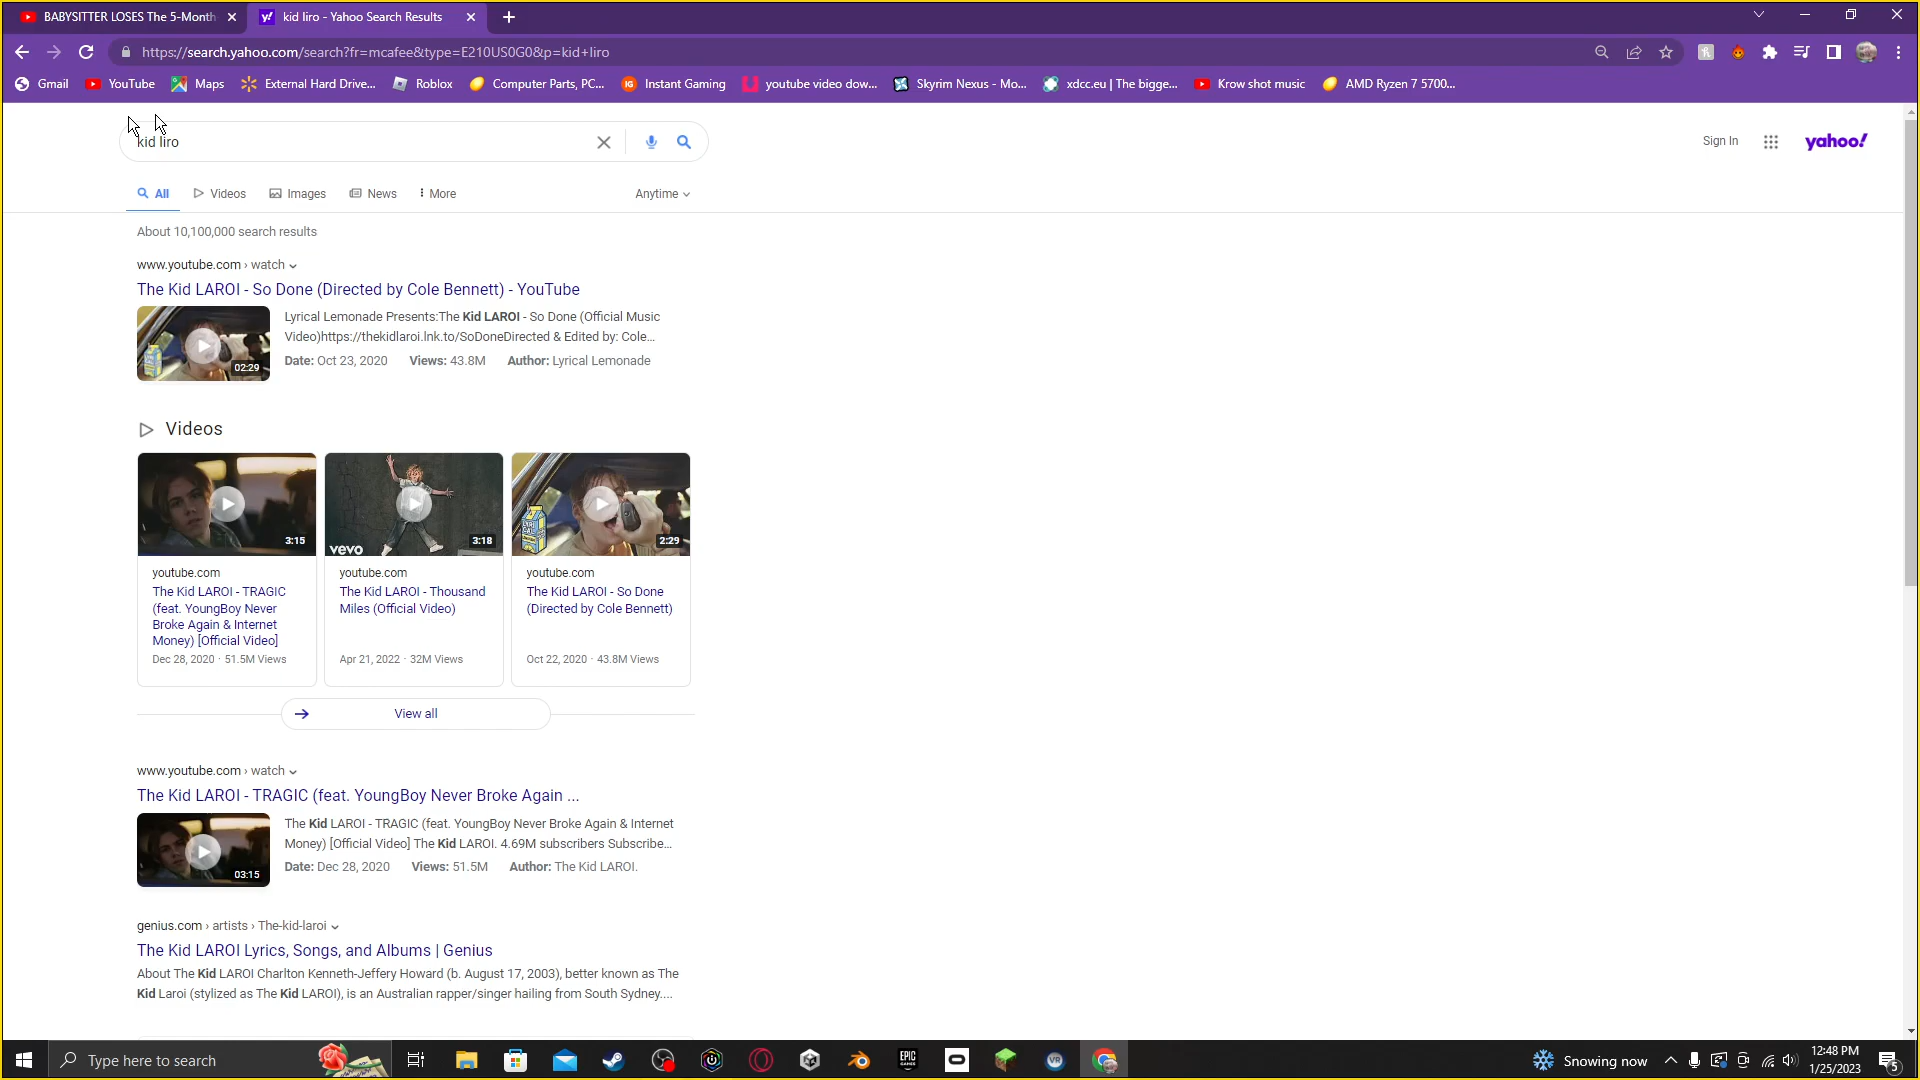 BABYSITTER LOSES The 5-Month
kid liro - Yahoo Search Results
https://search.yahoo.com/search?fr=mcafee&type=E210US0G0&p=kid+liro
Gmail
YouTube
Maps
External Hard Drive...
Roblox
Computer Parts, PC...
IG
Instant Gaming
youtube video dow...
Skyrim Nexus - Mo...
xdcc.eu | The bigge...
Krow shot music
AMD Ryzen 7 5700...
kid liro
Sign In
yahoo!
All
Videos
Images
News
More
Anytime
About 10,100,000 search results
www.youtube.com › watch
The Kid LAROI - So Done (Directed by Cole Bennett) - YouTube
Lyrical Lemonade Presents:The Kid LAROI - So Done (Official Music
Video)https://thekidlaroi.lnk.to/SoDoneDirected & Edited by: Cole...
02:29
Date: Oct 23, 2020 Views: 43.8M Author: Lyrical Lemonade
Videos
3:15
vevo
3:18
2:29
youtube.com
The Kid LAROI - TRAGIC
(feat. YoungBoy Never
Broke Again & Internet
Money) [Official Video]
Dec 28, 2020 · 51.5M Views
youtube.com
The Kid LAROI - Thousand
Miles (Official Video)
Apr 21, 2022 · 32M Views
youtube.com
The Kid LAROI - So Done
(Directed by Cole Bennett)
Oct 22, 2020 · 43.8M Views
View all
www.youtube.com › watch
The Kid LAROI - TRAGIC (feat. YoungBoy Never Broke Again ...
The Kid LAROI - TRAGIC (feat. YoungBoy Never Broke Again & Internet
Money) [Official Video] The Kid LAROI. 4.69M subscribers Subscribe...
03:15
Date: Dec 28, 2020 Views: 51.5M Author: The Kid LAROI.
genius.com › artists › The-kid-laroi
The Kid LAROI Lyrics, Songs, and Albums | Genius
About The Kid LAROI Charlton Kenneth-Jeffery Howard (b. August 17, 2003), better known as The
Kid Laroi (stylized as The Kid LAROI), is an Australian rapper/singer hailing from South Sydney....
Type here to search
EPIC
GAMES
VR
Snowing now
12:48 PM
1/25/2023
5